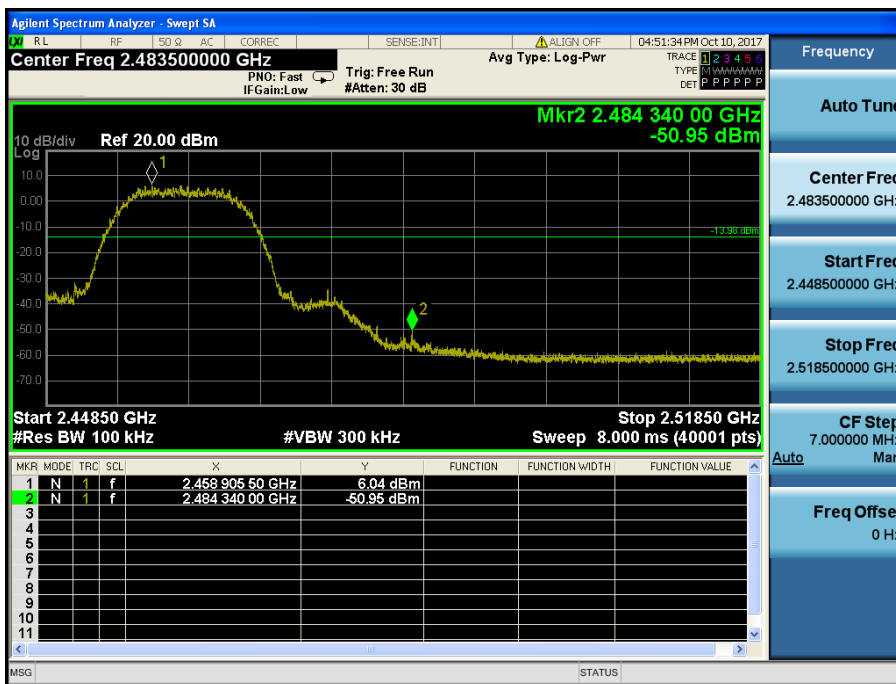 Agilent Spectrum Analyzer - Swept SA
LXI RL RF 50 Ω AC CORREC SENSE:INT ALIGN OFF 04:51:34 PM Oct 10, 2017
Center Freq 2.483500000 GHz
PNO: Fast
IFGain:Low
Trig: Free Run
#Atten: 30 dB
Avg Type: Log-Pwr
TRACE 1 2 3 4 5 6
TYPE M W W W W W
DET P P P P P P
Mkr2 2.484 340 00 GHz
-50.95 dBm
10 dB/div
Log
Ref 20.00 dBm
1
10.0
0.00
-10.0
-13.98 dBm
-20.0
-30.0
-40.0
2
-50.0
-60.0
-70.0
Start 2.44850 GHz Stop 2.51850 GHz
#Res BW 100 kHz #VBW 300 kHz Sweep 8.000 ms (40001 pts)
MKR MODE TRC SCL X Y FUNCTION FUNCTION WIDTH FUNCTION VALUE
1 N 1 f 2.458 905 50 GHz 6.04 dBm
2 N 1 f 2.484 340 00 GHz -50.95 dBm
3
4
5
6
7
8
9
10
11
MSG STATUS
Frequency
Auto Tune
Center Freq
2.483500000 GHz
Start Freq
2.448500000 GHz
Stop Freq
2.518500000 GHz
CF Step
7.000000 MHz
Auto Man
Freq Offset
0 Hz